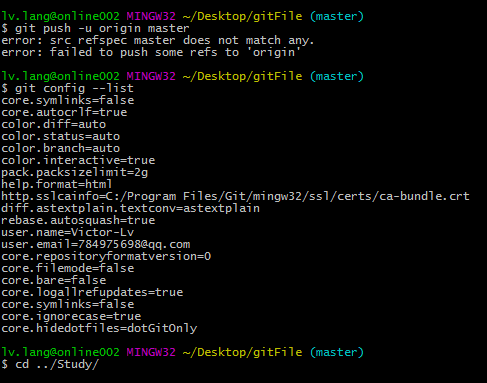 lv.lang@online002 MINGW32 ~/Desktop/gitFile (master)
$ git push -u origin master
error: src refspec master does not match any.
error: failed to push some refs to 'origin'
lv.lang@online002 MINGW32 ~/Desktop/gitFile (master)
$ git config --list
core.symlinks=false
core.autocrlf=true
color.diff=auto
color.status=auto
color.branch=auto
color.interactive=true
pack.packsizelimit=2g
help.format=html
http.sslcainfo=C:/Program Files/Git/mingw32/ssl/certs/ca-bundle.crt
diff.astextplain.textconv=astextplain
rebase.autosquash=true
user.name=Victor-Lv
user.email=784975698@qq.com
core.repositoryformatversion=0
core.filemode=false
core.bare=false
core.logallrefupdates=true
core.symlinks=false
core.ignorecase=true
core.hidedotfiles=dotGitOnly
lv.lang@online002 MINGW32 ~/Desktop/gitFile (master)
$ cd ../Study/